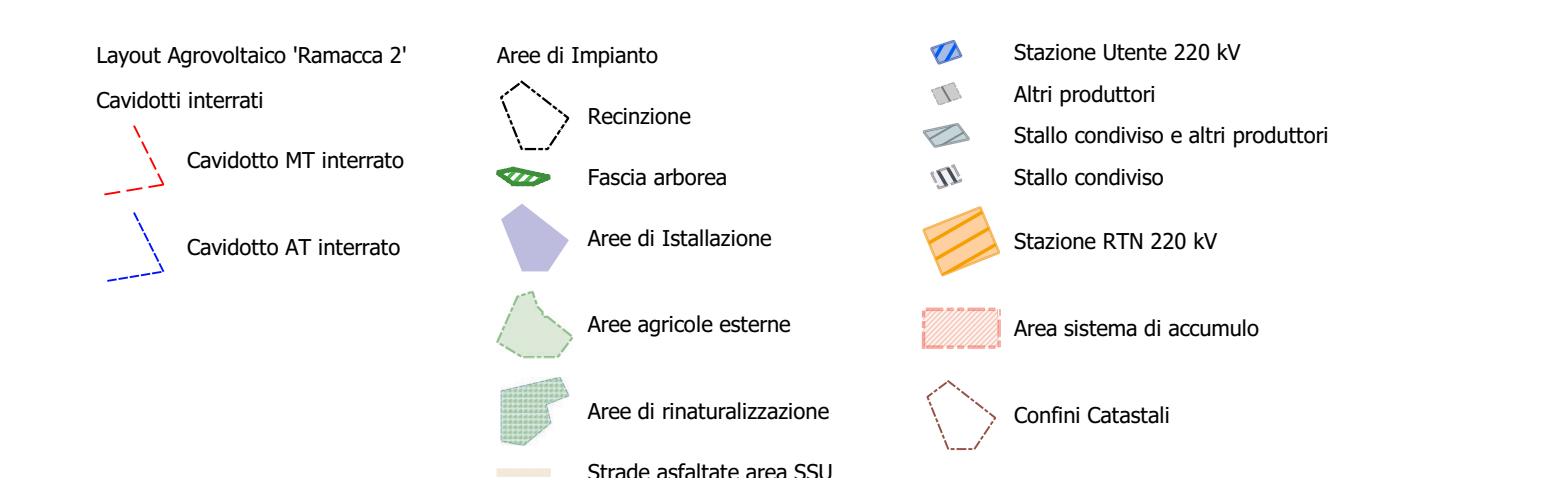 Layout Agrovoltaico 'Ramacca 2'
Cavidotti interrati
Cavidotto MT interrato
Cavidotto AT interrato
Aree di Impianto
Recinzione
Fascia arborea
Aree di Istallazione
Aree agricole esterne
Aree di rinaturalizzazione
Strade asfaltate area SSU
Stazione Utente 220 kV
Altri produttori
Stallo condiviso e altri produttori
Stallo condiviso
Stazione RTN 220 kV
Area sistema di accumulo
Confini Catastali